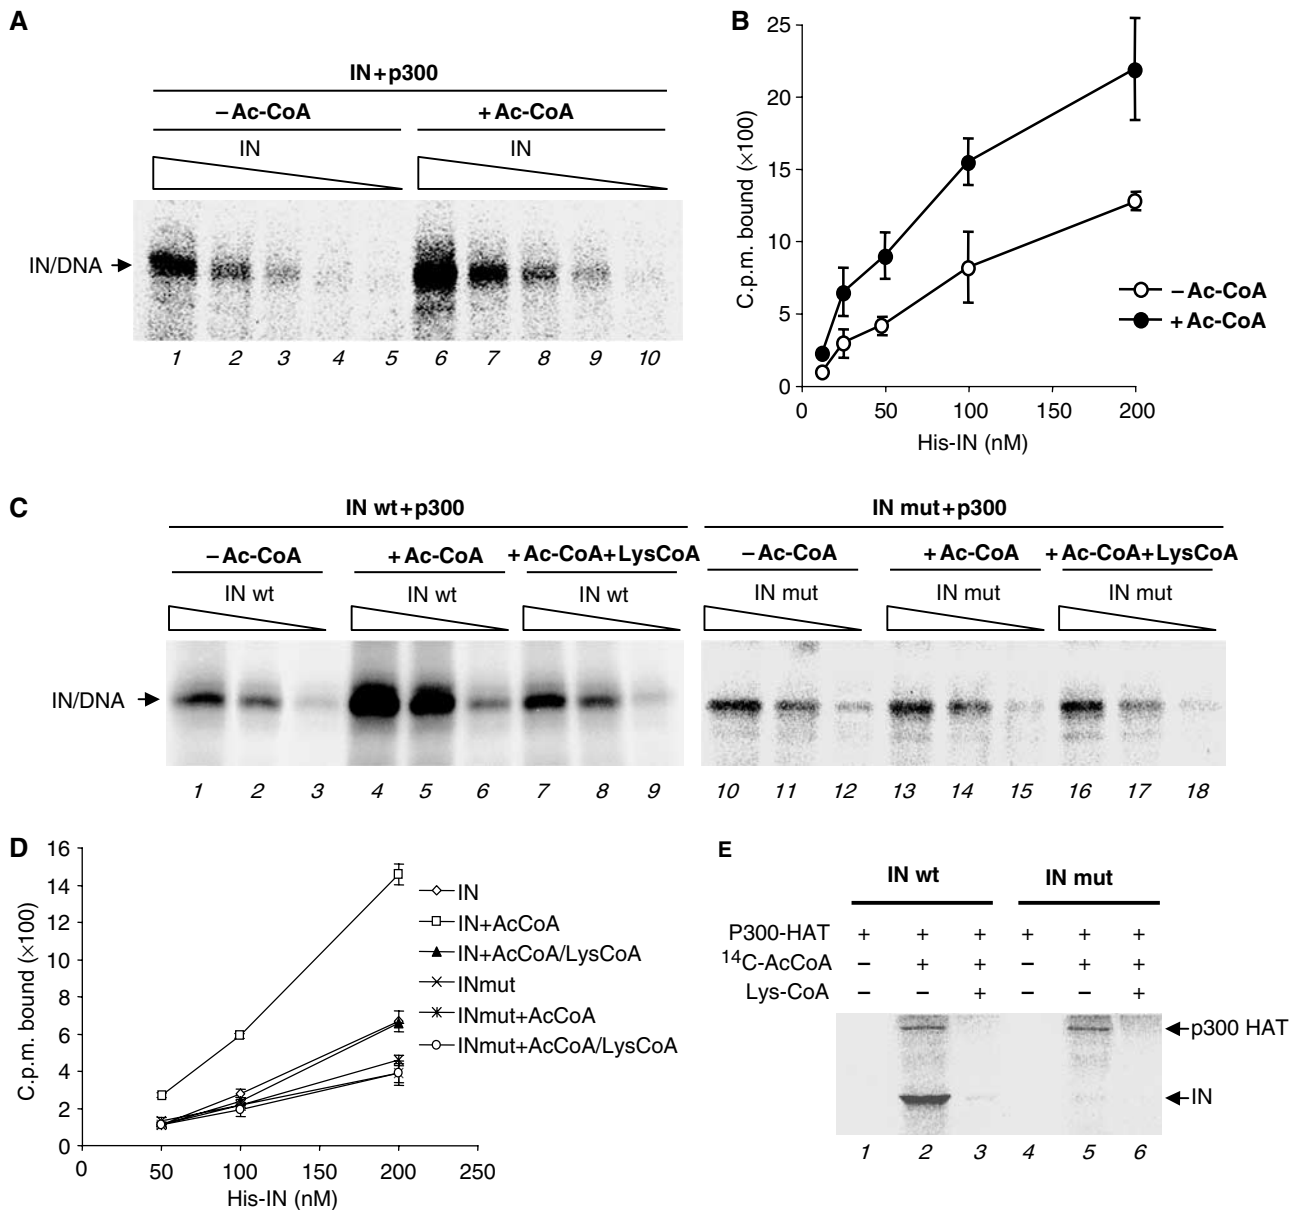 A
IN+p300
–Ac-CoA +Ac-CoA
IN IN
IN/DNA
1 2 3 4 5 6 7 8 9 10
B
25
20
15
10
5
0
C.p.m. bound (×100)
–Ac-CoA
+Ac-CoA
0 50 100 150 200
His-IN (nM)
C
IN wt+p300 IN mut+p300
–Ac-CoA +Ac-CoA +Ac-CoA+LysCoA –Ac-CoA +Ac-CoA +Ac-CoA+LysCoA
IN wt IN wt IN wt IN mut IN mut IN mut
IN/DNA
1 2 3 4 5 6 7 8 9 10 11 12 13 14 15 16 17 18
D
16
14
12
10
8
6
4
2
0
C.p.m. bound (×100)
IN
IN+AcCoA
IN+AcCoA/LysCoA
INmut
INmut+AcCoA
INmut+AcCoA/LysCoA
0 50 100 150 200 250
His-IN (nM)
E
IN wt IN mut
P300-HAT + + + + + +
14C-AcCoA – + + – + +
Lys-CoA – – + – – +
p300 HAT
IN
1 2 3 4 5 6